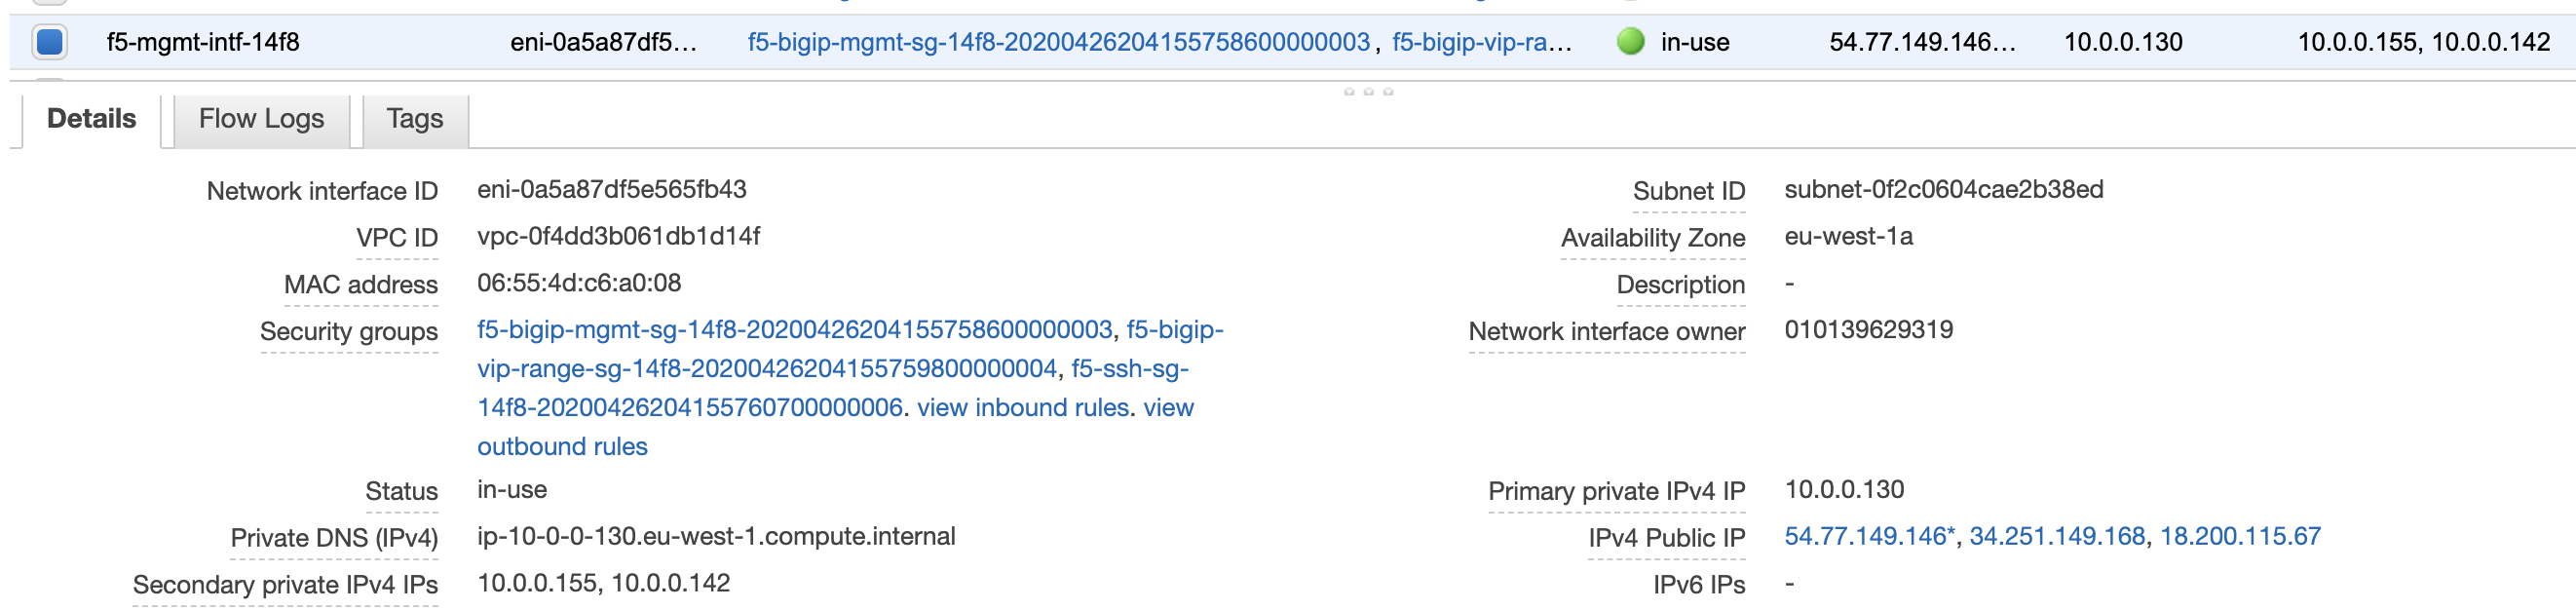 f5-mgmt-intf-14f8 eni-0a5a87df5... f5-bigip-mgmt-sg-14f8-20200426204155758600000003, f5-bigip-vip-ra... in-use 54.77.149.146... 10.0.0.130 10.0.0.155, 10.0.0.142
Details Flow Logs Tags
Network interface ID eni-0a5a87df5e565fb43 Subnet ID subnet-0f2c0604cae2b38ed
VPC ID vpc-0f4dd3b061db1d14f Availability Zone eu-west-1a
MAC address 06:55:4d:c6:a0:08 Description -
Security groups f5-bigip-mgmt-sg-14f8-20200426204155758600000003, f5-bigip- Network interface owner 010139629319
vip-range-sg-14f8-20200426204155759800000004, f5-ssh-sg-
14f8-20200426204155760700000006. view inbound rules. view
outbound rules
Status in-use Primary private IPv4 IP 10.0.0.130
Private DNS (IPv4) ip-10-0-0-130.eu-west-1.compute.internal IPv4 Public IP 54.77.149.146*, 34.251.149.168, 18.200.115.67
Secondary private IPv4 IPs 10.0.0.155, 10.0.0.142 IPv6 IPs -